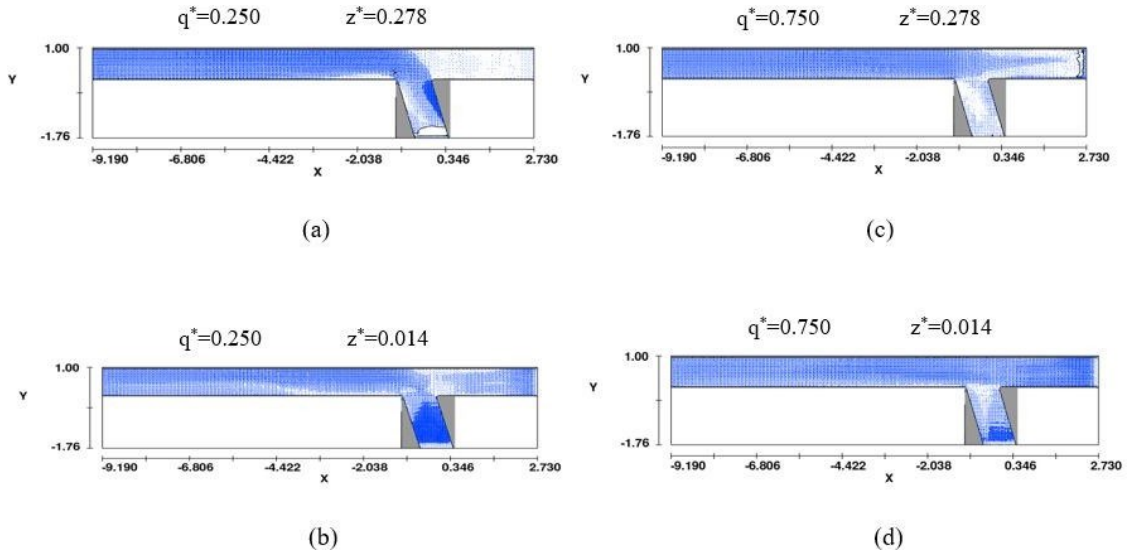 q*=0.250 z*=0.278
1.00
Y
-1.76
-9.190 -6.806 -4.422 -2.038 0.346 2.730
X
(a)
q*=0.750 z*=0.278
1.00
Y
-1.76
-9.190 -6.806 -4.422 -2.038 0.346 2.730
X
(c)
q*=0.250 z*=0.014
1.00
Y
-1.76
-9.190 -6.806 -4.422 -2.038 0.346 2.730
X
(b)
q*=0.750 z*=0.014
1.00
Y
-1.76
-9.190 -6.806 -4.422 -2.038 0.346 2.730
X
(d)